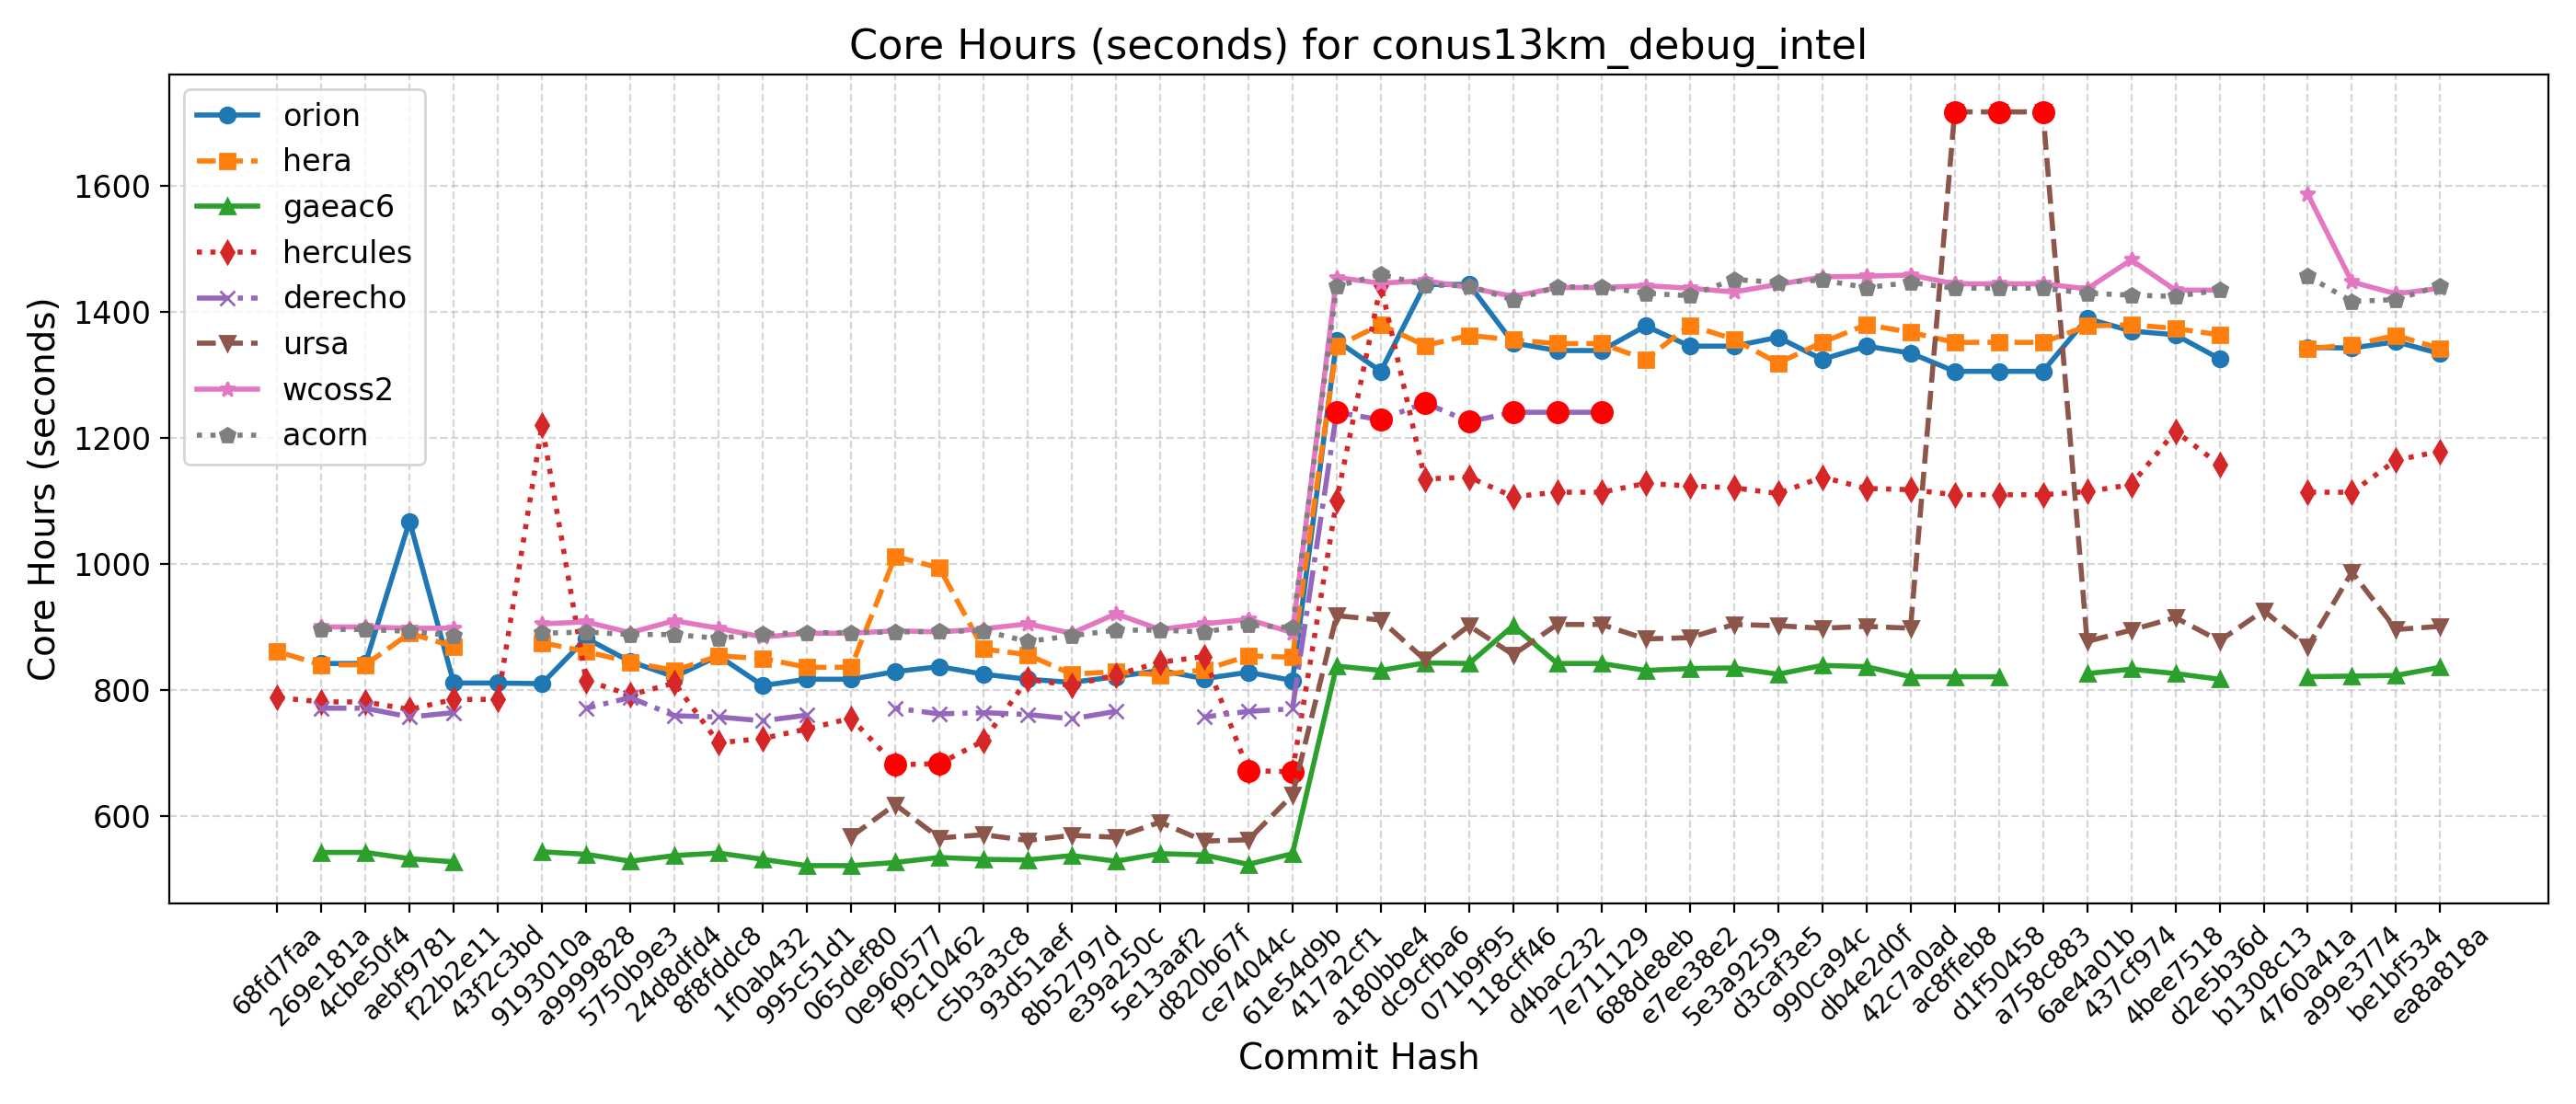 Core Hours (seconds) for conus13km_debug_intel
orion
hera
gaeac6
hercules
derecho
ursa
wcoss2
acorn
Core Hours (seconds)
1600
1400
1200
1000
800
600
68fd7faa
269e181a
4cbe50f4
aebf9781
f22b2e11
43f2c3bd
9193010a
a9999828
5750b9e3
24d8dfd4
8f8fddc8
1f0ab432
995c51d1
065def80
0e960577
f9c10462
c5b3a3c8
93d51aef
8b52797d
e39a250c
5e13aaf2
d820b67f
ce74044c
61e54d9b
417a2cf1
a180bbe4
dc9cfba6
071b9f95
118cff46
d4bac232
7e711129
688de8eb
e7ee38e2
5e3a9259
d3caf3e5
990ca94c
db4e2d0f
42c7a0ad
ac8ffeb8
d1f50458
a758c883
6ae4a01b
437cf974
4bee7518
d2e5b36d
b1308c13
4760a41a
a99e3774
be1bf534
ea8a818a
Commit Hash